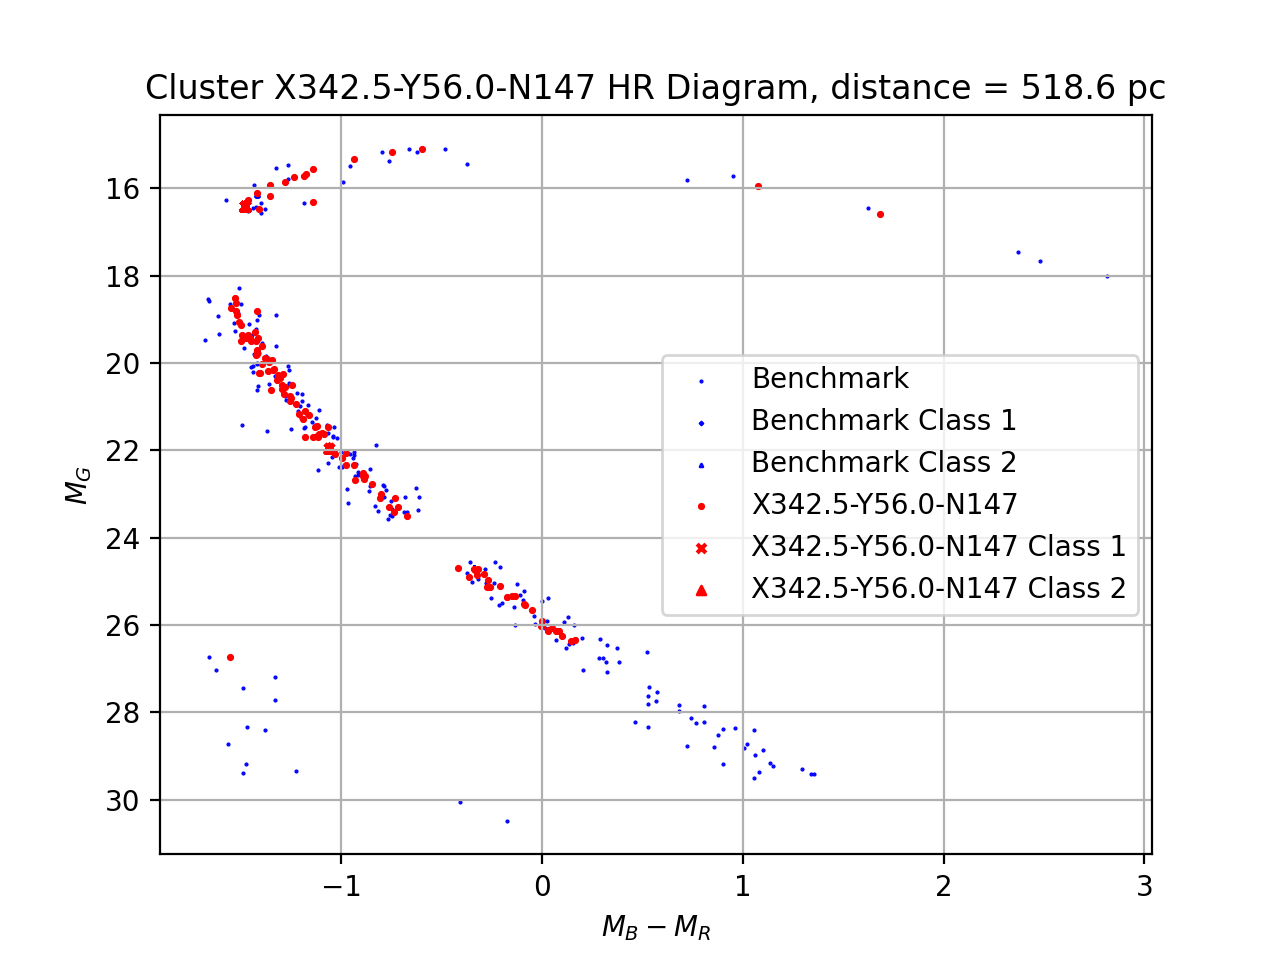 Cluster X342.5-Y56.0-N147 HR Diagram, distance = 518.6 pc
16
18
20
22
24
26
28
30
M_G
Benchmark
Benchmark Class 1
Benchmark Class 2
X342.5-Y56.0-N147
X342.5-Y56.0-N147 Class 1
X342.5-Y56.0-N147 Class 2
−1 0 1 2 3
M_B − M_R